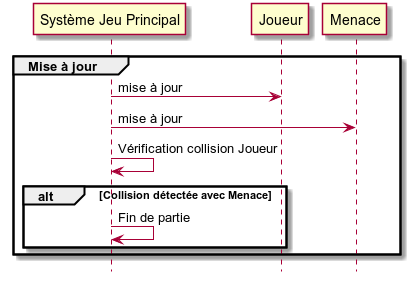 Système Jeu Principal
Joueur
Menace
Mise à jour
mise à jour
mise à jour
Vérification collision Joueur
alt
[Collision détectée avec Menace]
Fin de partie